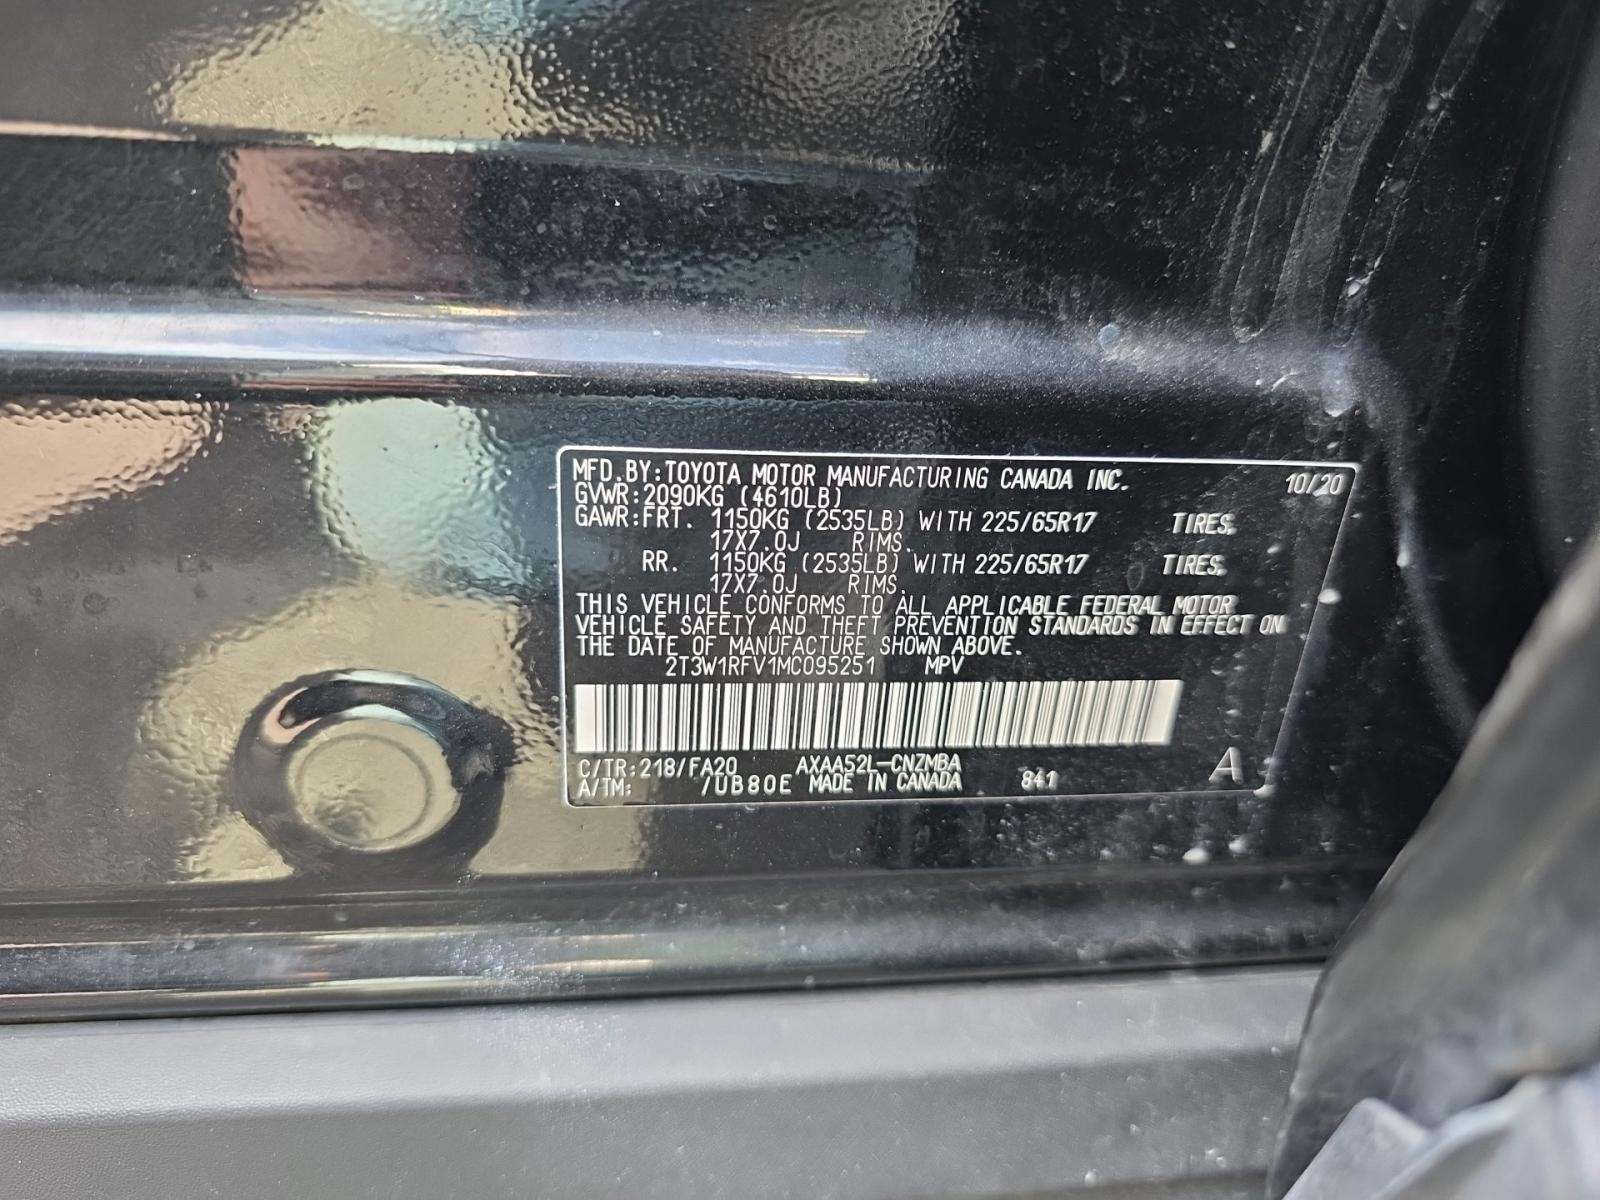 MFD.BY:TOYOTA MOTOR MANUFACTURING CANADA INC. 10/20
GVWR:2090KG (4610LB)
GAWR:FRT. 1150KG (2535LB) WITH 225/65R17 TIRES,
17X7.0J RIMS.
RR. 1150KG (2535LB) WITH 225/65R17 TIRES,
17X7.0J RIMS.
THIS VEHICLE CONFORMS TO ALL APPLICABLE FEDERAL MOTOR
VEHICLE SAFETY AND THEFT PREVENTION STANDARDS IN EFFECT ON
THE DATE OF MANUFACTURE SHOWN ABOVE.
2T3W1RFV1MC095251 MPV
C/TR:218/FA20 AXAA52L-CNZMBA
A/TM: /UB80E MADE IN CANADA 841 A